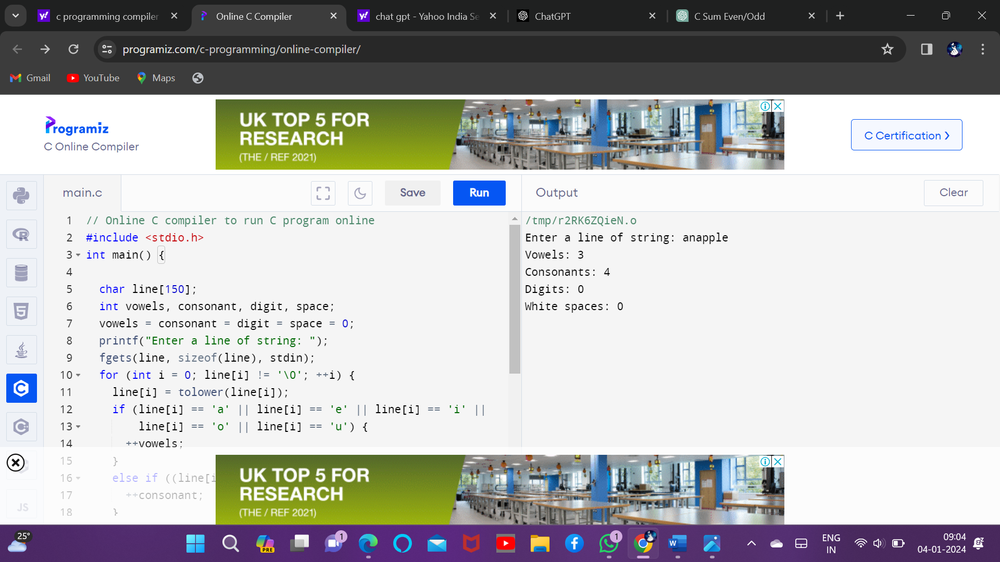 c programming compiler
Online C Compiler
chat gpt - Yahoo India Se
ChatGPT
C Sum Even/Odd
programiz.com/c-programming/online-compiler/
Gmail
YouTube
Maps
Programiz
C Online Compiler
UK TOP 5 FOR
RESEARCH
(THE / REF 2021)
C Certification ❯
main.c
Save
Run
Output
Clear
1 // Online C compiler to run C program online
2 #include <stdio.h>
3 int main() {
4
5 char line[150];
6 int vowels, consonant, digit, space;
7 vowels = consonant = digit = space = 0;
8 printf("Enter a line of string: ");
9 fgets(line, sizeof(line), stdin);
10 for (int i = 0; line[i] != '\0'; ++i) {
11 line[i] = tolower(line[i]);
12 if (line[i] == 'a' || line[i] == 'e' || line[i] == 'i' ||
13 line[i] == 'o' || line[i] == 'u') {
14 ++vowels;
15 }
16 else if ((line[i
17 ++consonant;
18 }
/tmp/r2RK6ZQieN.o
Enter a line of string: anapple
Vowels: 3
Consonants: 4
Digits: 0
White spaces: 0
JS
UK TOP 5 FOR
RESEARCH
(THE / REF 2021)
25°
PRE
1
1
W
ENG
IN
09:04
04-01-2024